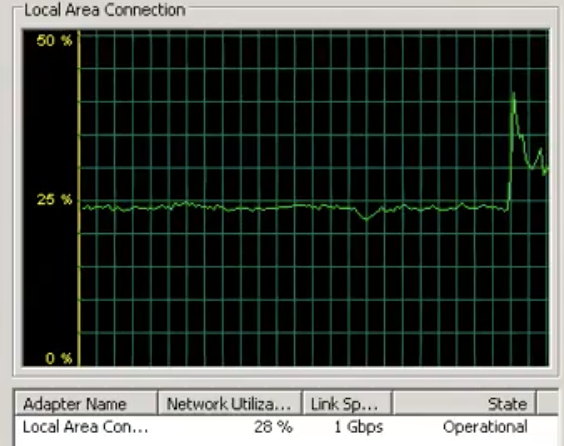 Local Area Connection
50 %
25 %
0 %
Adapter Name Network Utiliza... Link Sp... State
Local Area Con... 28 % 1 Gbps Operational